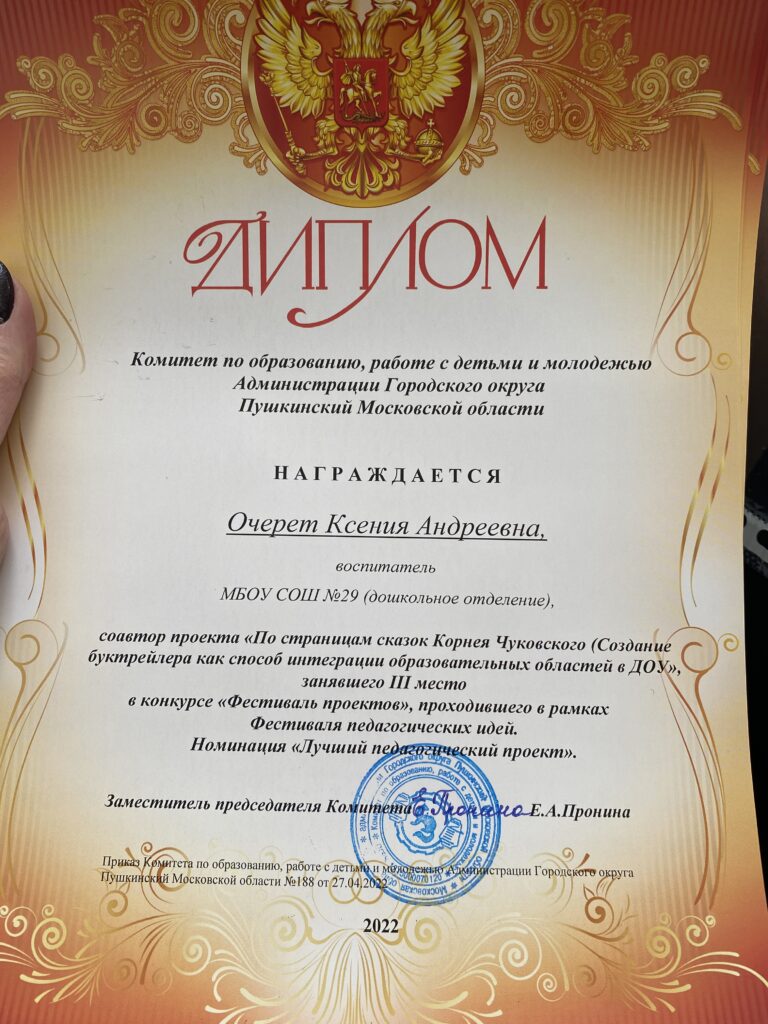 ДИПЛОМ
Комитет по образованию, работе с детьми и молодежью
Администрации Городского округа
Пушкинский Московской области
НАГРАЖДАЕТСЯ
Очерет Ксения Андреевна,
воспитатель
МБОУ СОШ №29 (дошкольное отделение),
соавтор проекта «По страницам сказок Корнея Чуковского (Создание
буктрейлера как способ интеграции образовательных областей в ДОУ»,
занявшего III место
в конкурсе «Фестиваль проектов», проходившего в рамках
Фестиваля педагогических идей.
Номинация «Лучший педагогический проект».
Заместитель председателя Комитета Е.А.Пронина
Приказ Комитета по образованию, работе с детьми и молодежью Администрации Городского округа
Пушкинский Московской области №188 от 27.04.2022
2022